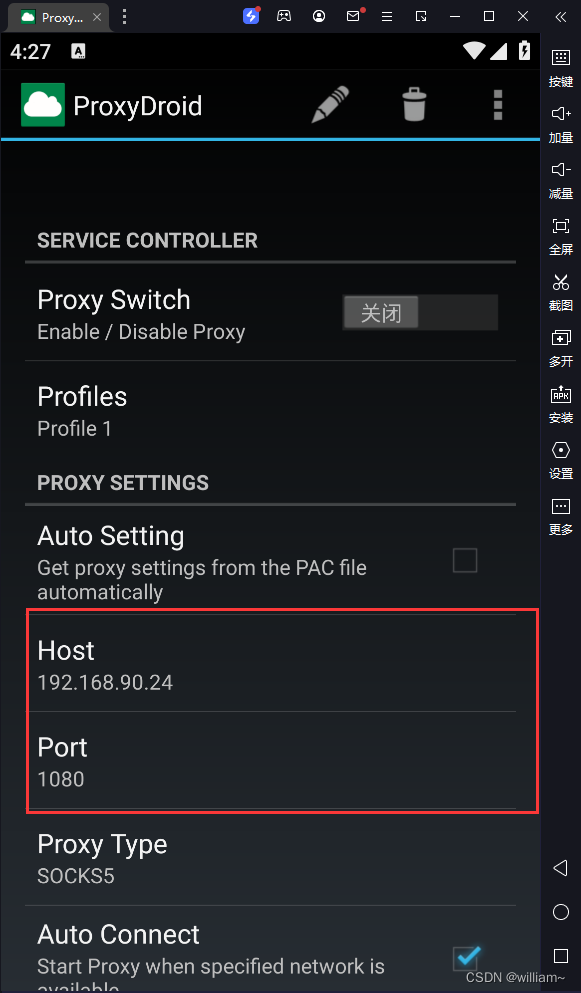 Proxy...
4:27
A
ProxyDroid
SERVICE CONTROLLER
Proxy Switch
Enable / Disable Proxy
关闭
Profiles
Profile 1
PROXY SETTINGS
Auto Setting
Get proxy settings from the PAC file
automatically
Host
192.168.90.24
Port
1080
Proxy Type
SOCKS5
Auto Connect
Start Proxy when specified network is
available
按键
加量
减量
全屏
截图
多开
APK
安装
设置
更多
CSDN @william~